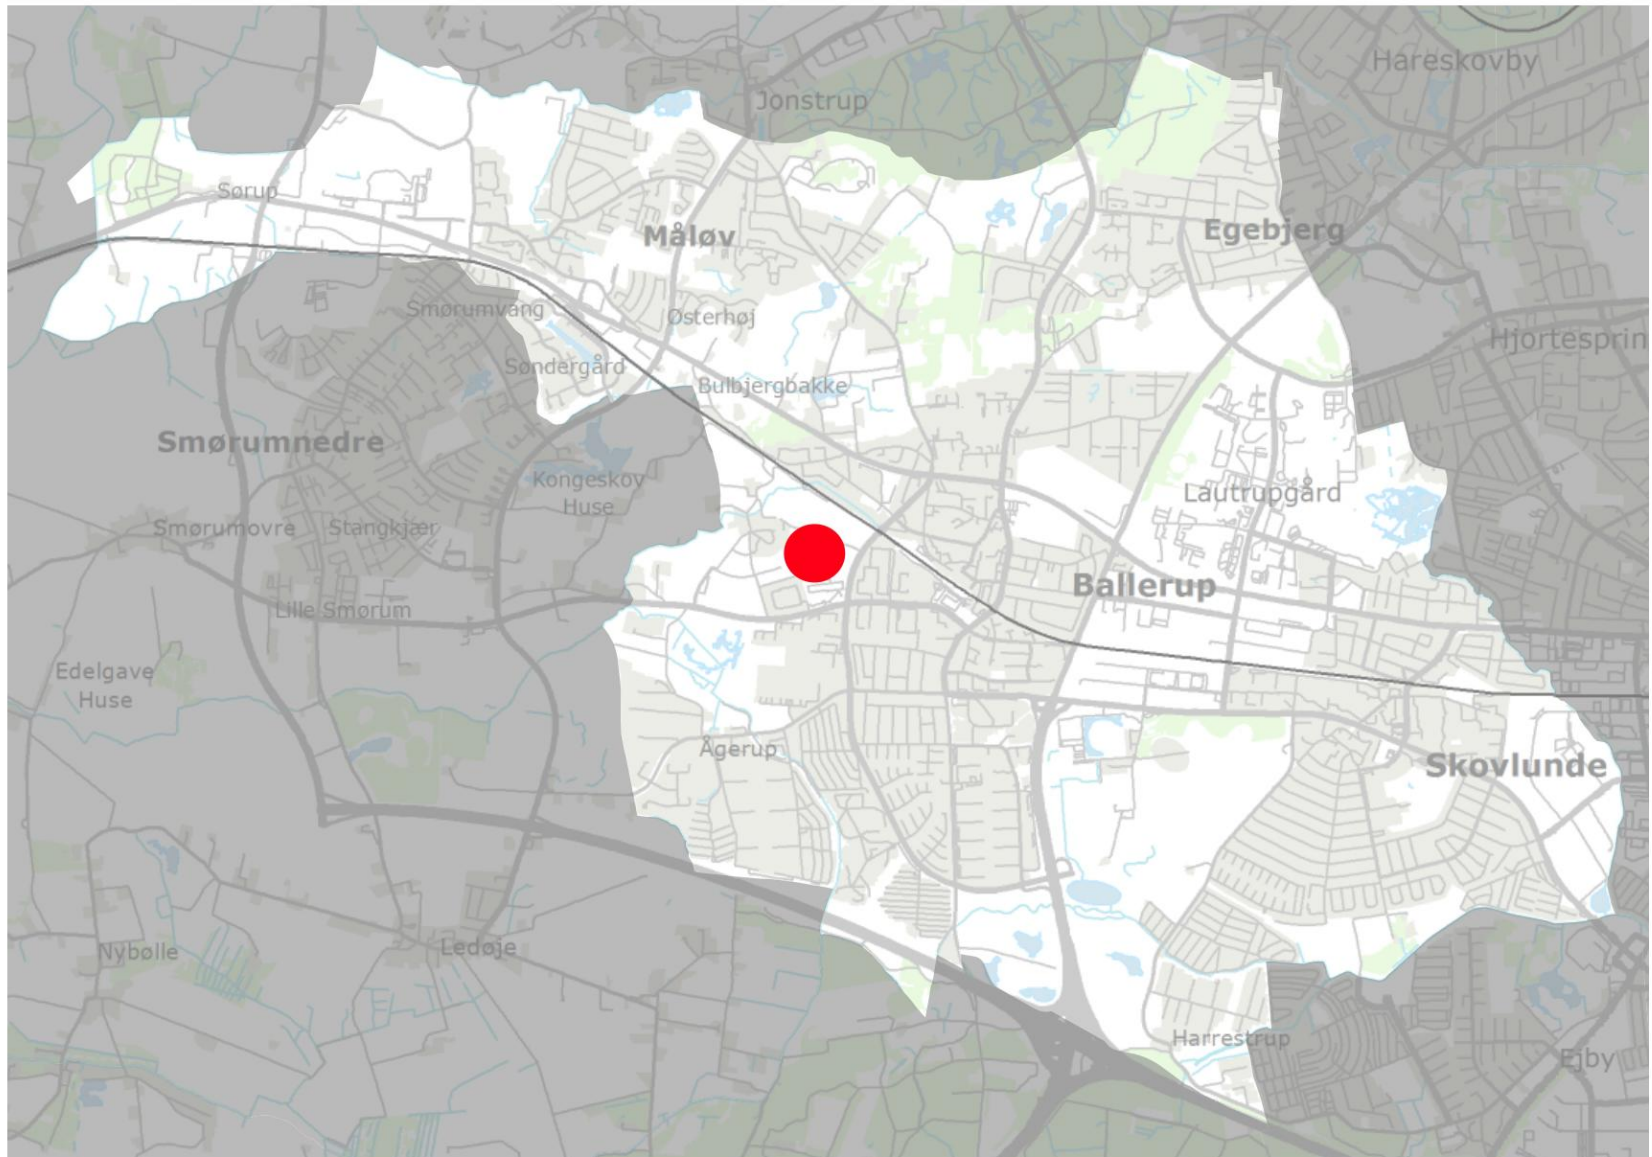 Hareskovby
Jonstrup
Sørup
Måløv
Egebjerg
Smørumvang
Østerhøj
Hjortesprin
Søndergård
Bulbjergbakke
Smørumnedre
Kongeskov
Huse
Lautrupgård
Smørumovre
Stangkjær
Ballerup
Lille Smørum
Edelgave
Huse
Ågerup
Skovlunde
Nybølle
Ledøje
Harrestrup
Ejby